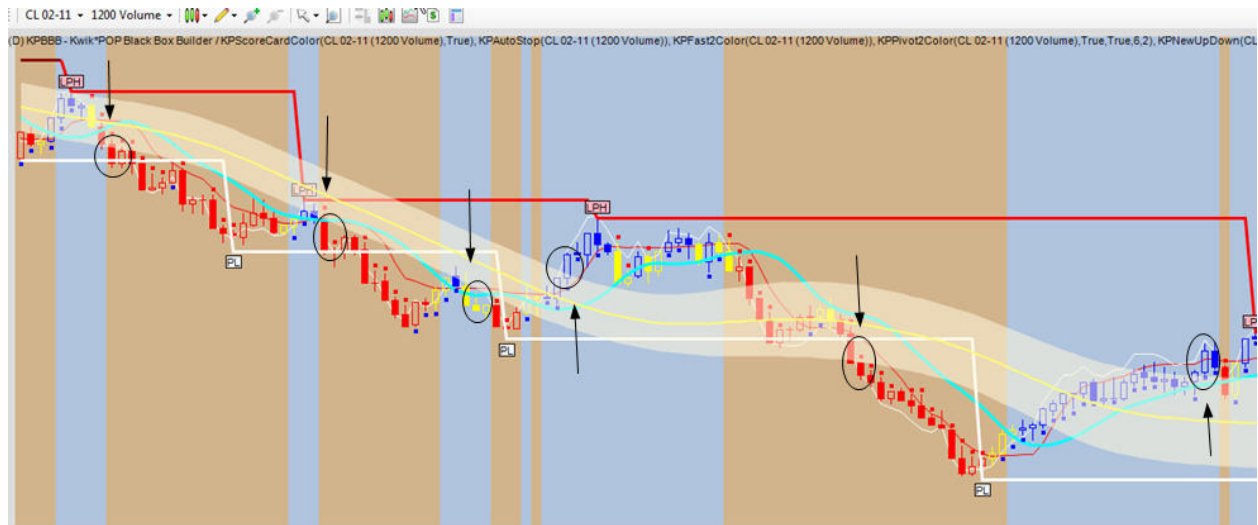 CL 02-11 1200 Volume
(D) KPBBB - Kwik*POP Black Box Builder / KPScoreCardColor(CL 02-11 (1200 Volume),True), KPAutoStop(CL 02-11 (1200 Volume)), KPFast2Color(CL 02-11 (1200 Volume)), KPPivot2Color(CL 02-11 (1200 Volume),True,True,6,2), KPNewUpDown(CL
LPH
LPH
LPH
PL
PL
LP
PL